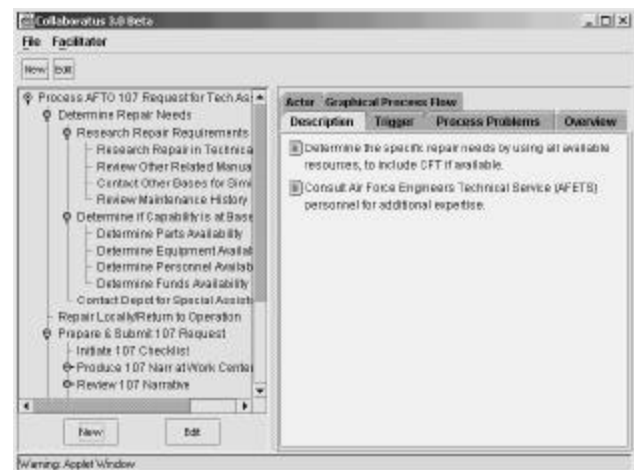 Collaboratus 3.0 Beta
File Facilitator
New Edit
Process AFTO 107 Request for Tech As
Determine Repair Needs
Research Repair Requirements
Research Repair in Technica
Review Other Related Manua
Contact Other Bases for Simi
Review Maintenance History
Determine if Capability is at Base
Determine Parts Availability
Determine Equipment Availab
Determine Personnel Availab
Determine Funds Availability
Contact Depot for Special Assist
Repair Locally/Return to Operation
Prepare & Submit 107 Request
Initiate 107 Checklist
Produce 107 Narr at Work Center
Review 107 Narrative
New Edit
Actor Graphical Process Flow
Description Trigger Process Problems Overview
Determine the specific repair needs by using all available
resources, to include CFT if available.
Consult Air Force Engineers Technical Service (AFETS)
personnel for additional expertise.
Warning: Applet Window